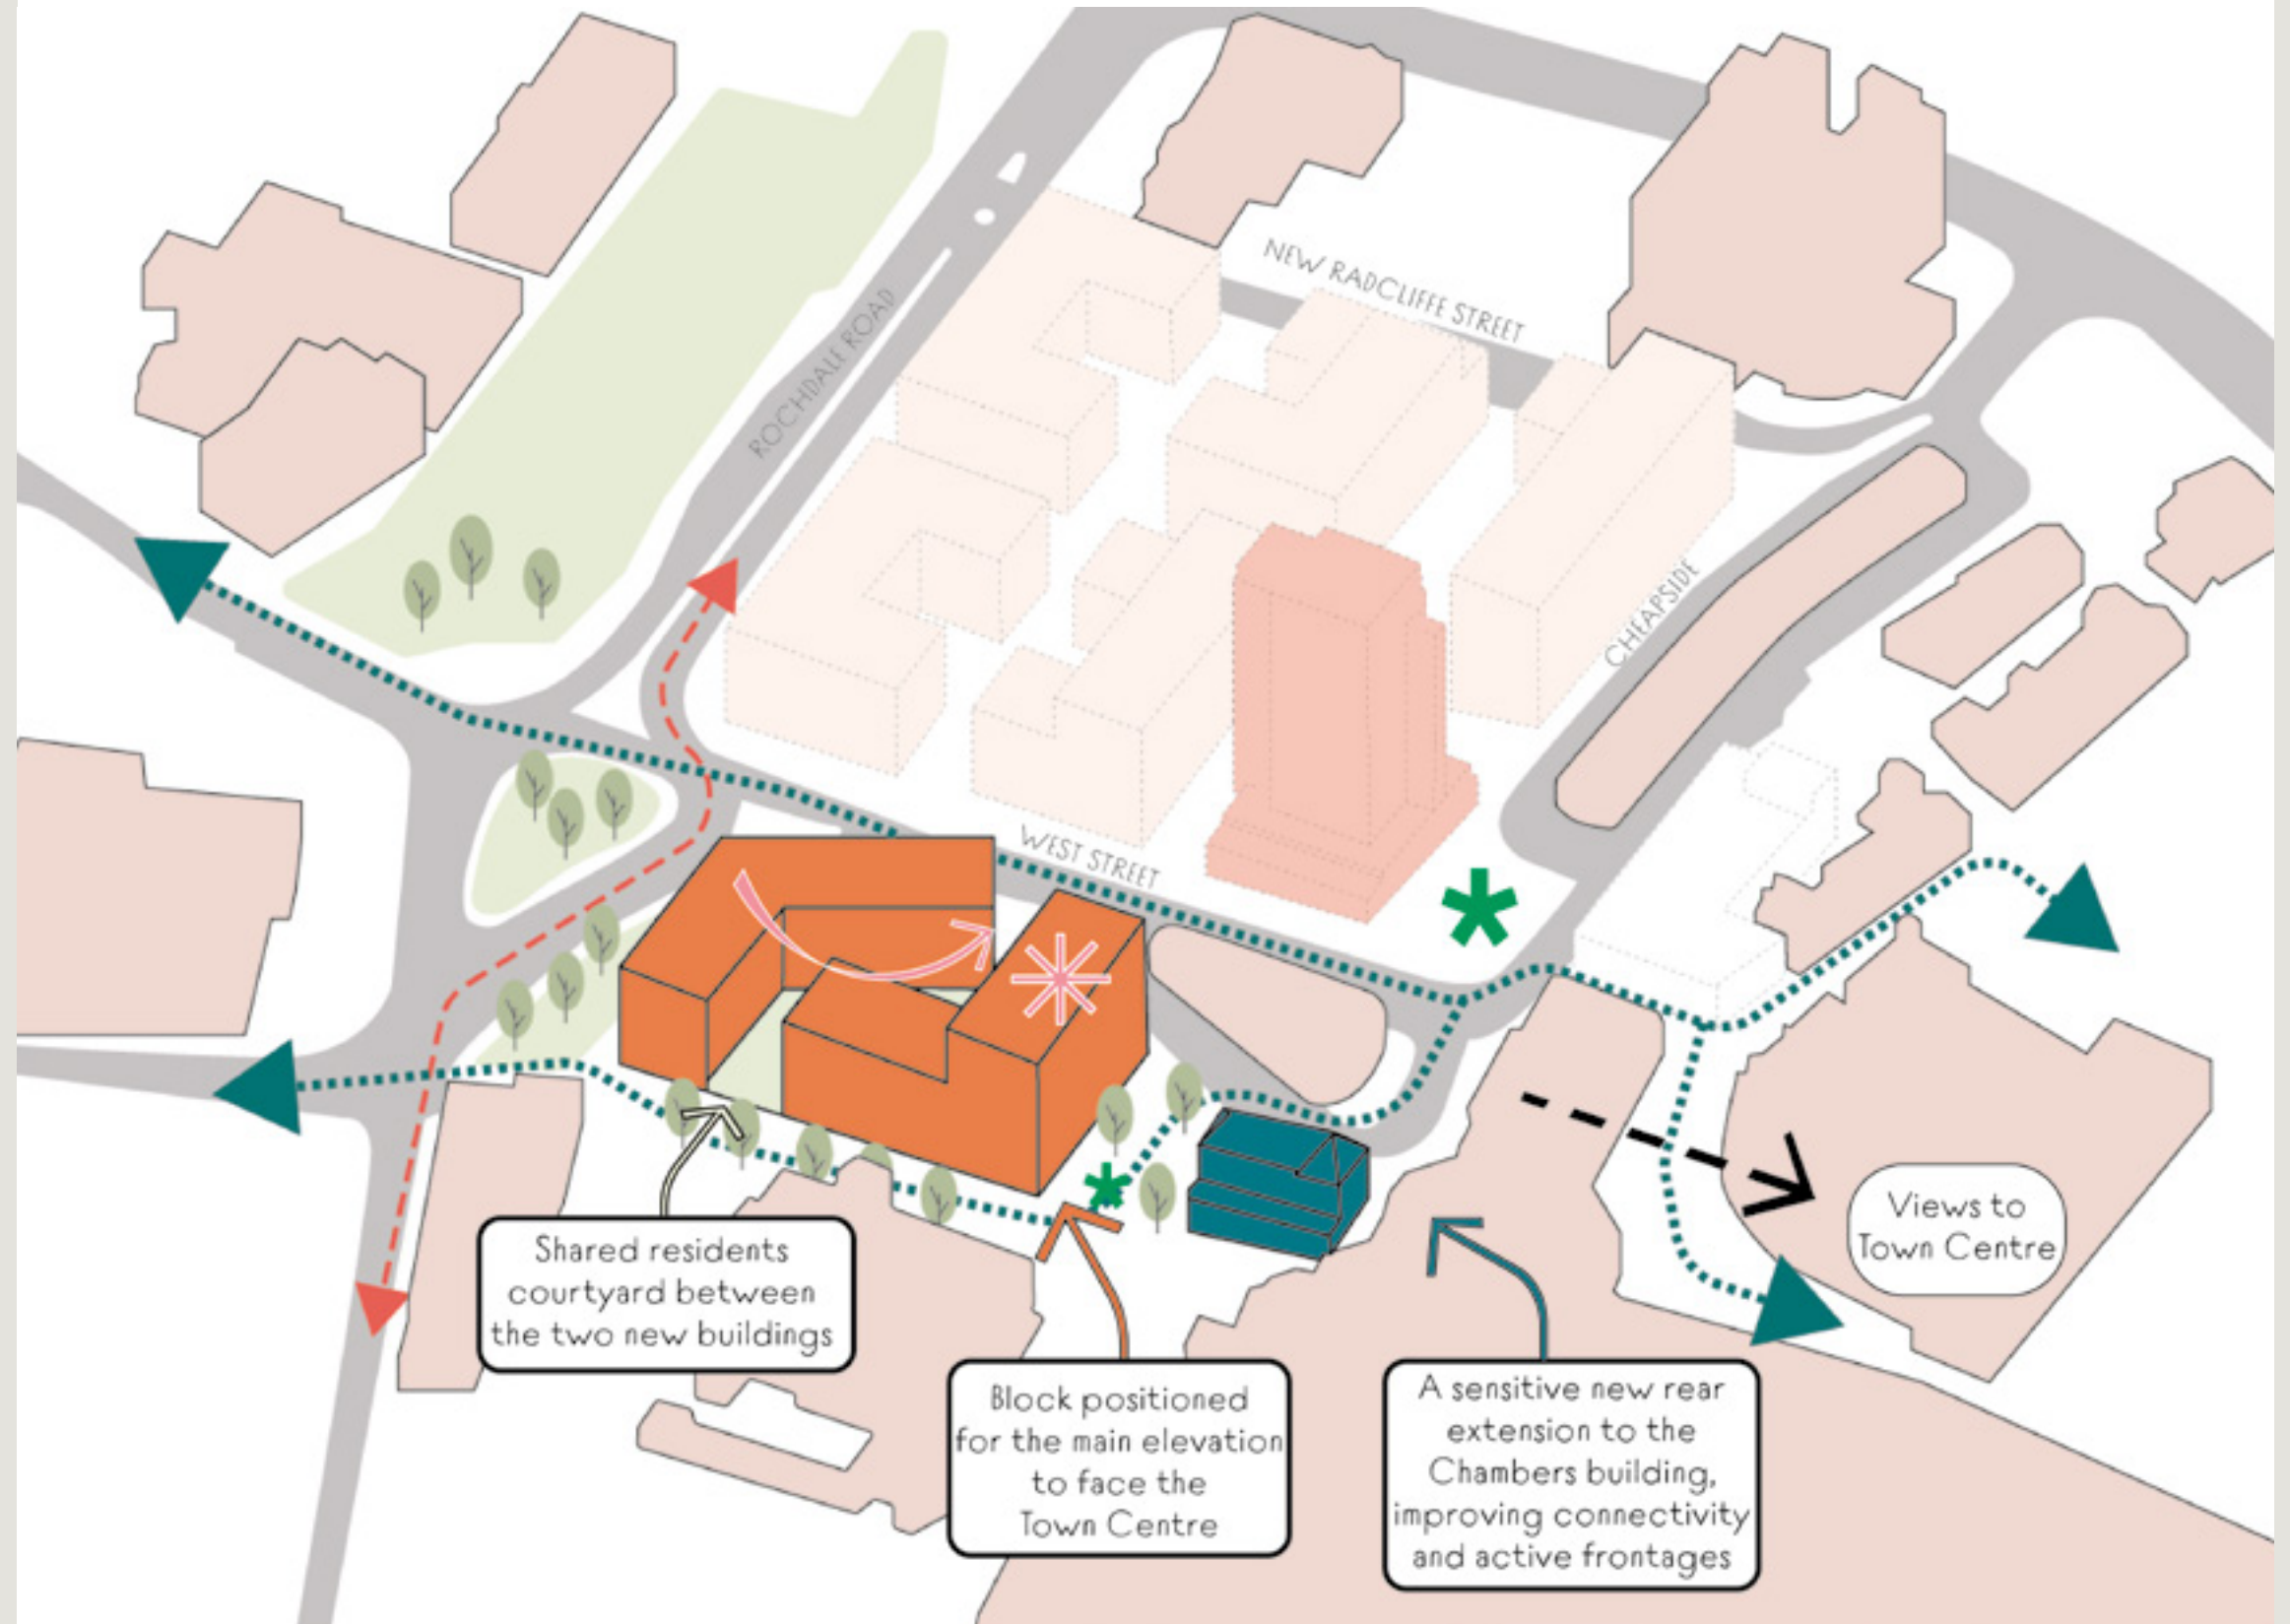 NEW RADCLIFFE STREET
ROCHDALE ROAD
CHEAPSIDE
WEST STREET
Views to
Town Centre
Shared residents
courtyard between
the two new buildings
Block positioned
for the main elevation
to face the
Town Centre
A sensitive new rear
extension to the
Chambers building,
improving connectivity
and active frontages